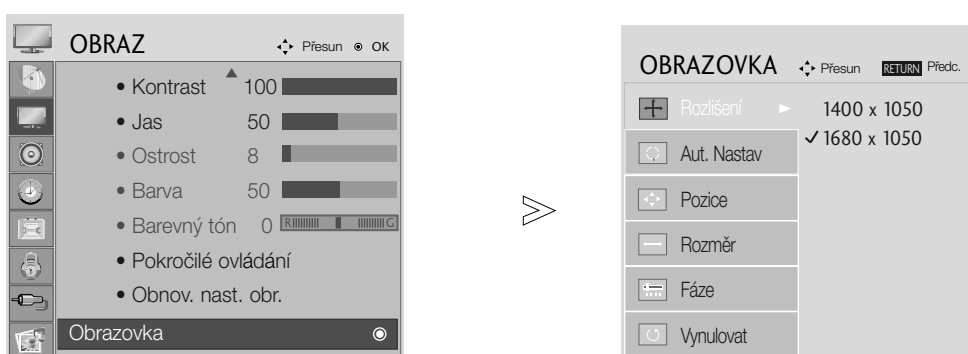 OBRAZ Přesun OK
• Kontrast 100
• Jas 50
• Ostrost 8
• Barva 50
• Barevný tón 0 R G
• Pokročilé ovládání
• Obnov. nast. obr.
Obrazovka
OBRAZOVKA Přesun RETURN Předc.
Rozlišení 1400 x 1050
✓ 1680 x 1050
Aut. Nastav
Pozice
Rozměr
Fáze
Vynulovat